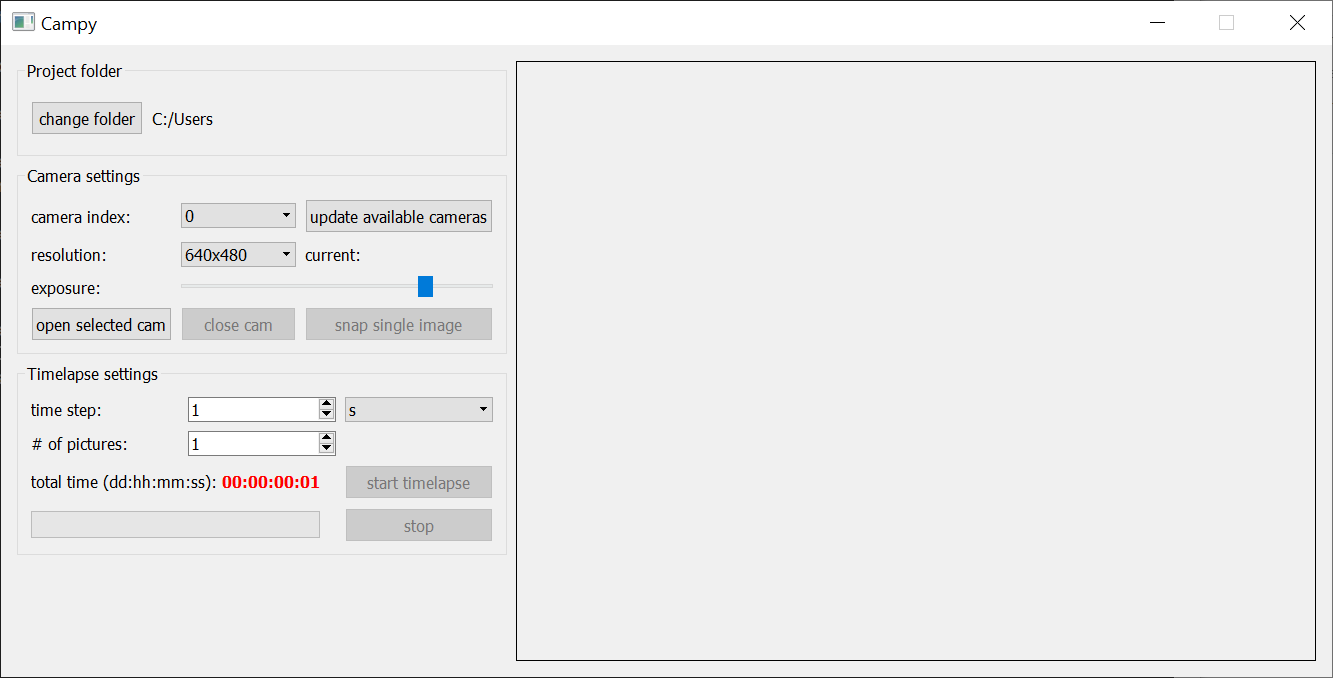 Campy
Project folder
change folder C:/Users
Camera settings
camera index: 0 update available cameras
resolution: 640x480 current:
exposure:
open selected cam close cam snap single image
Timelapse settings
time step: 1 s
# of pictures: 1
total time (dd:hh:mm:ss): 00:00:00:01 start timelapse
stop